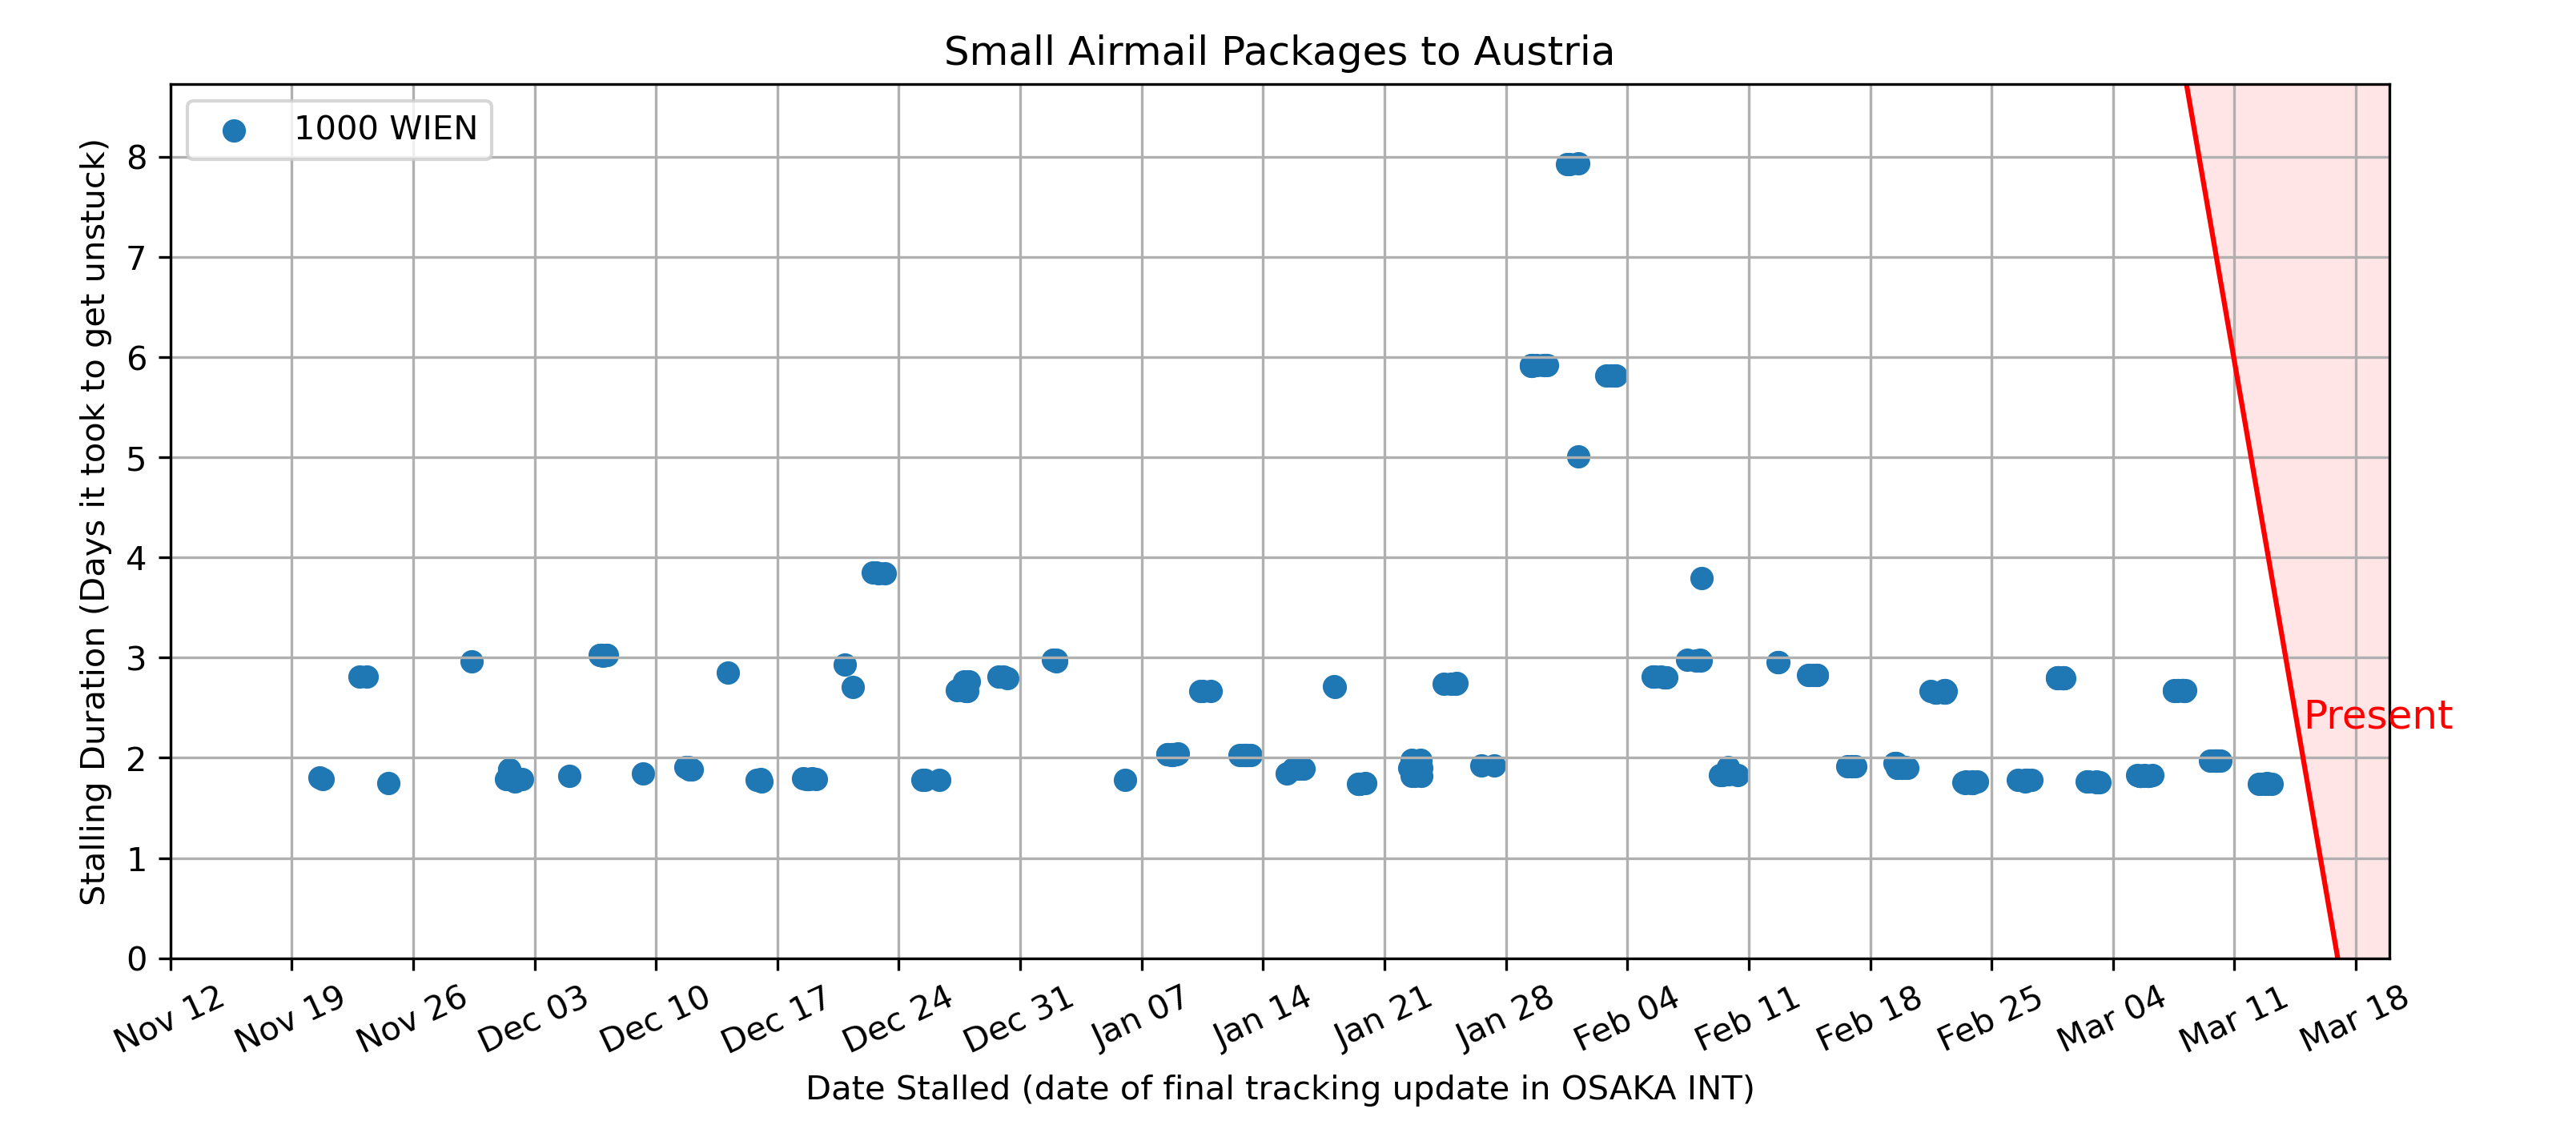 Small Airmail Packages to Austria
1000 WIEN
Stalling Duration (Days it took to get unstuck)
8
7
6
5
4
3
2
1
0
Present
Nov 12
Nov 19
Nov 26
Dec 03
Dec 10
Dec 17
Dec 24
Dec 31
Jan 07
Jan 14
Jan 21
Jan 28
Feb 04
Feb 11
Feb 18
Feb 25
Mar 04
Mar 11
Mar 18
Date Stalled (date of final tracking update in OSAKA INT)